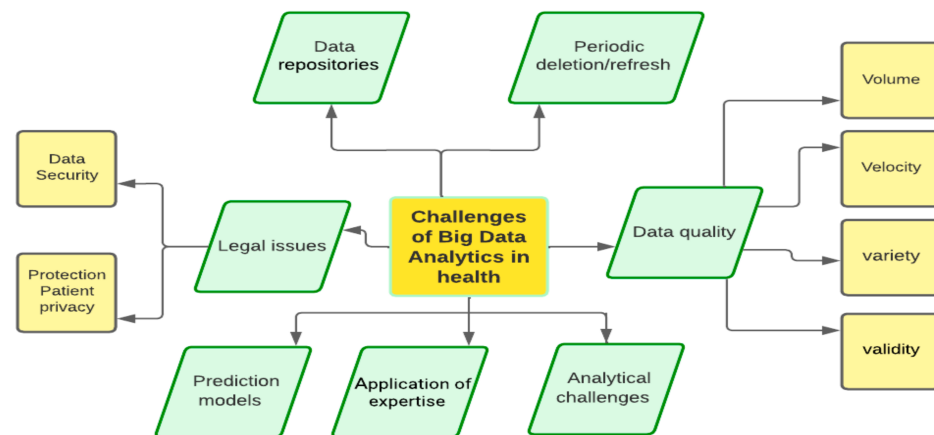 Data
repositories
Periodic
deletion/refresh
Volume
Data
Security
Velocity
Legal issues
Challenges
of Big Data
Analytics in
health
Data quality
variety
Protection
Patient
privacy
validity
Prediction
models
Application of
expertise
Analytical
challenges